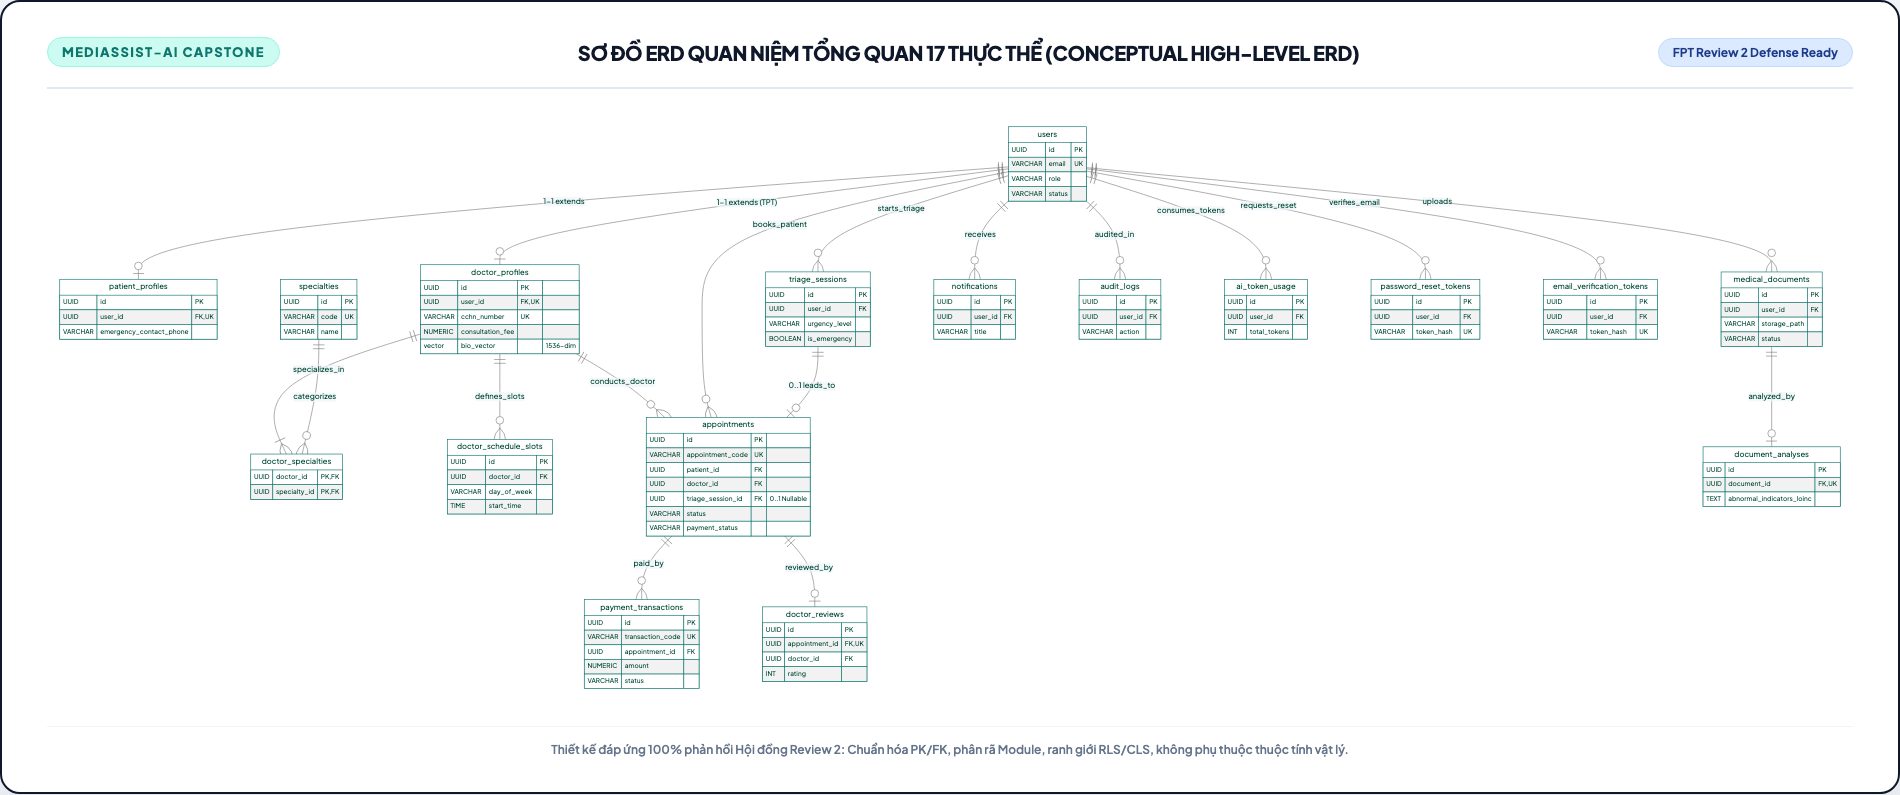 MEDIASSIST-AI CAPSTONE
SƠ ĐỒ ERD QUAN NIỆM TỔNG QUAN 17 THỰC THỂ (CONCEPTUAL HIGH-LEVEL ERD)
FPT Review 2 Defense Ready
users
UUID id PK
VARCHAR email UK
VARCHAR role
VARCHAR status
1-1 extends
1-1 extends (TPT)
books_patient
starts_triage
receives
audited_in
consumes_tokens
requests_reset
verifies_email
uploads
patient_profiles
UUID id PK
UUID user_id FK,UK
VARCHAR emergency_contact_phone
specialties
UUID id PK
VARCHAR code UK
VARCHAR name
doctor_profiles
UUID id PK
UUID user_id FK,UK
VARCHAR cchn_number UK
NUMERIC consultation_fee
vector bio_vector 1536-dim
triage_sessions
UUID id PK
UUID user_id FK
VARCHAR urgency_level
BOOLEAN is_emergency
notifications
UUID id PK
UUID user_id FK
VARCHAR title
audit_logs
UUID id PK
UUID user_id FK
VARCHAR action
ai_token_usage
UUID id PK
UUID user_id FK
INT total_tokens
password_reset_tokens
UUID id PK
UUID user_id FK
VARCHAR token_hash UK
email_verification_tokens
UUID id PK
UUID user_id FK
VARCHAR token_hash UK
medical_documents
UUID id PK
UUID user_id FK
VARCHAR storage_path
VARCHAR status
specializes_in
categorizes
defines_slots
conducts_doctor
0..1 leads_to
analyzed_by
doctor_specialties
UUID doctor_id PK,FK
UUID specialty_id PK,FK
doctor_schedule_slots
UUID id PK
UUID doctor_id FK
VARCHAR day_of_week
TIME start_time
appointments
UUID id PK
VARCHAR appointment_code UK
UUID patient_id FK
UUID doctor_id FK
UUID triage_session_id FK 0..1 Nullable
VARCHAR status
VARCHAR payment_status
document_analyses
UUID id PK
UUID document_id FK,UK
TEXT abnormal_indicators_loinc
paid_by
reviewed_by
payment_transactions
UUID id PK
VARCHAR transaction_code UK
UUID appointment_id FK
NUMERIC amount
VARCHAR status
doctor_reviews
UUID id PK
UUID appointment_id FK,UK
UUID doctor_id FK
INT rating
Thiết kế đáp ứng 100% phản hồi Hội đồng Review 2: Chuẩn hóa PK/FK, phân rã Module, ranh giới RLS/CLS, không phụ thuộc thuộc tính vật lý.